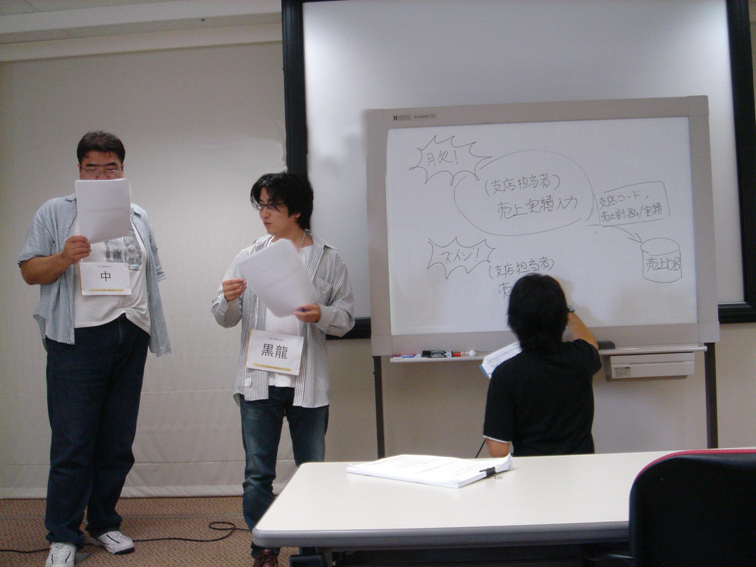 月次!
(支店担当者)
売上実績入力
支店コード,
売上計画/実績
売上DB
メイン!
(支店担当者)
売
中
黒龍